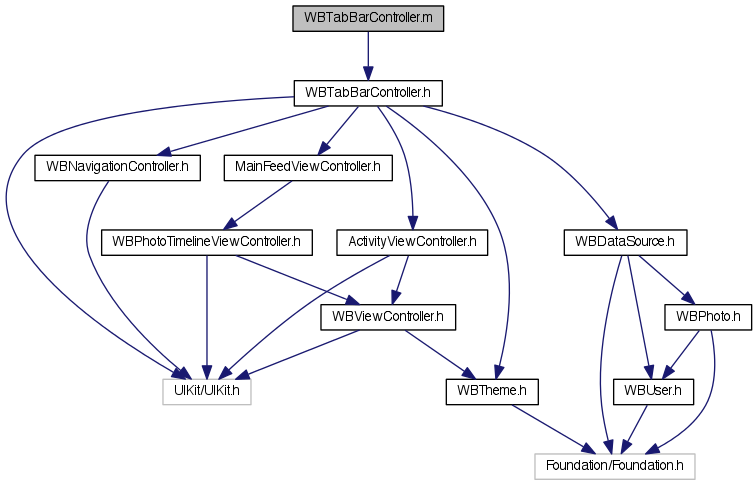 WBTabBarController.m
WBTabBarController.h
WBNavigationController.h
MainFeedViewController.h
WBPhotoTimelineViewController.h
ActivityViewController.h
WBDataSource.h
WBViewController.h
WBPhoto.h
UIKit/UIKit.h
WBTheme.h
WBUser.h
Foundation/Foundation.h